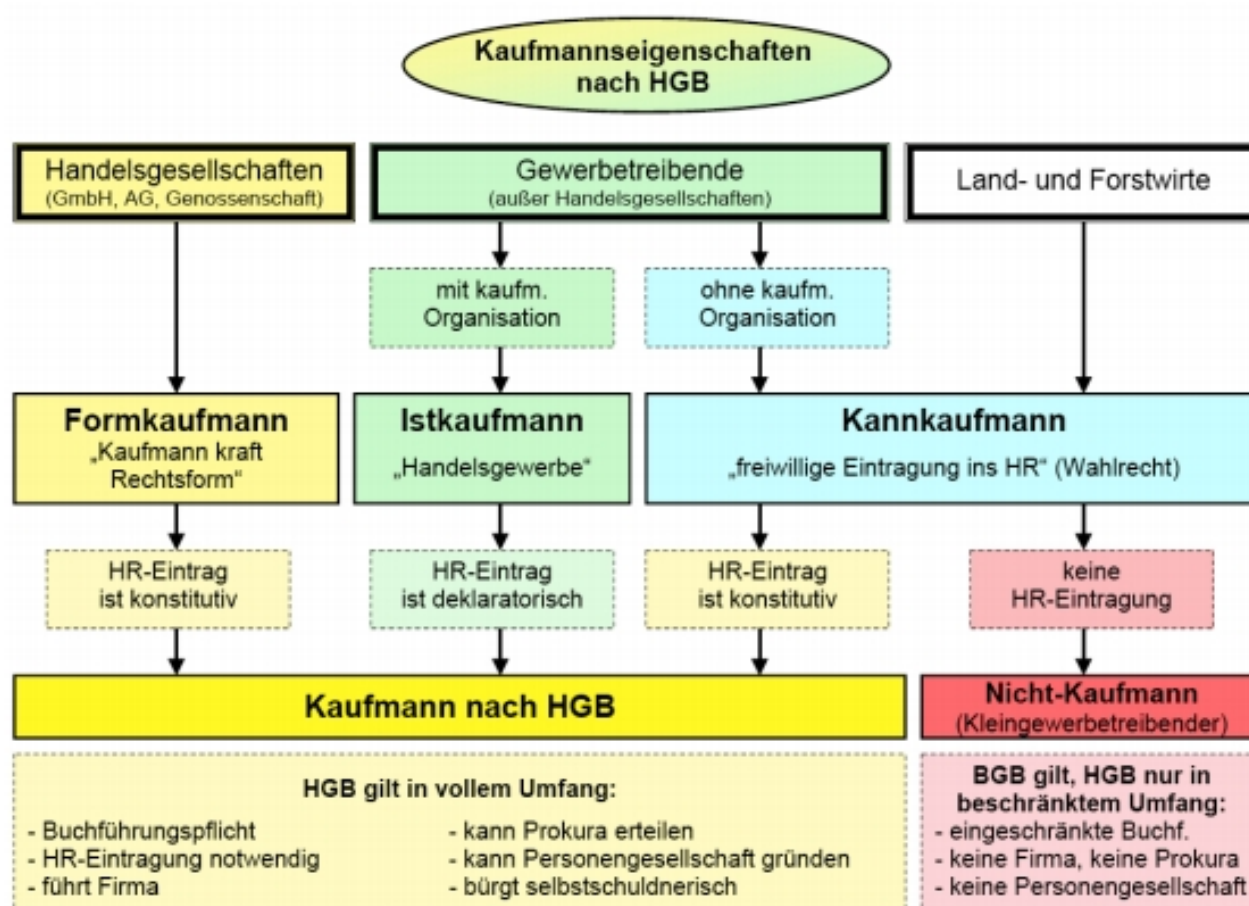 Kaufmannseigenschaften
nach HGB
Handelsgesellschaften
(GmbH, AG, Genossenschaft)
Gewerbetreibende
(außer Handelsgesellschaften)
Land- und Forstwirte
mit kaufm.
Organisation
ohne kaufm.
Organisation
Formkaufmann
„Kaufmann kraft
Rechtsform“
Istkaufmann
„Handelsgewerbe“
Kannkaufmann
„freiwillige Eintragung ins HR“ (Wahlrecht)
HR-Eintrag
ist konstitutiv
HR-Eintrag
ist deklaratorisch
HR-Eintrag
ist konstitutiv
keine
HR-Eintragung
Kaufmann nach HGB
Nicht-Kaufmann
(Kleingewerbetreibender)
HGB gilt in vollem Umfang:
- Buchführungspflicht
- HR-Eintragung notwendig
- führt Firma
- kann Prokura erteilen
- kann Personengesellschaft gründen
- bürgt selbstschuldnerisch
BGB gilt, HGB nur in
beschränktem Umfang:
- eingeschränkte Buchf.
- keine Firma, keine Prokura
- keine Personengesellschaft